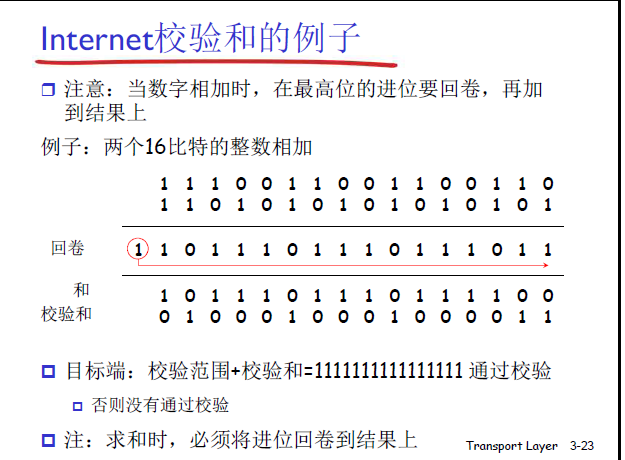 Internet校验和的例子
注意：当数字相加时，在最高位的进位要回卷，再加
到结果上
例子：两个16比特的整数相加
1 1 1 0 0 1 1 0 0 1 1 0 0 1 1 0
1 1 0 1 0 1 0 1 0 1 0 1 0 1 0 1
回卷 1 1 0 1 1 1 0 1 1 1 0 1 1 1 0 1 1
和 1 0 1 1 1 0 1 1 1 0 1 1 1 1 0 0
校验和 0 1 0 0 0 1 0 0 0 1 0 0 0 0 1 1
目标端：校验范围+校验和=1111111111111111 通过校验
否则没有通过校验
注：求和时，必须将进位回卷到结果上
Transport Layer 3-23